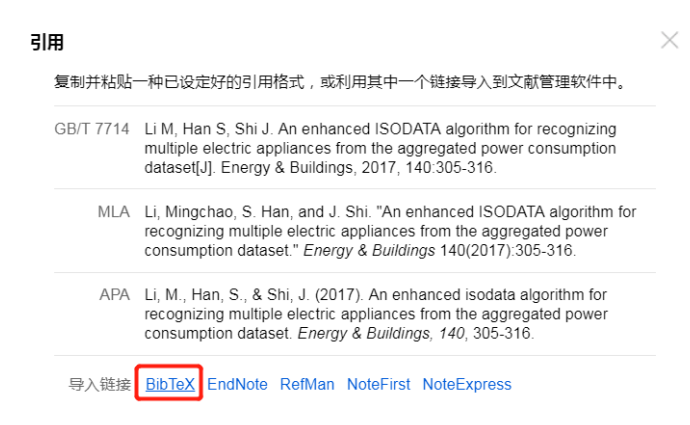 引用
复制并粘贴一种已设定好的引用格式，或利用其中一个链接导入到文献管理软件中。
GB/T 7714 Li M, Han S, Shi J. An enhanced ISODATA algorithm for recognizing
multiple electric appliances from the aggregated power consumption
dataset[J]. Energy & Buildings, 2017, 140:305-316.
MLA Li, Mingchao, S. Han, and J. Shi. "An enhanced ISODATA algorithm for
recognizing multiple electric appliances from the aggregated power
consumption dataset." Energy & Buildings 140(2017):305-316.
APA Li, M., Han, S., & Shi, J. (2017). An enhanced isodata algorithm for
recognizing multiple electric appliances from the aggregated power
consumption dataset. Energy & Buildings, 140, 305-316.
导入链接 BibTeX EndNote RefMan NoteFirst NoteExpress